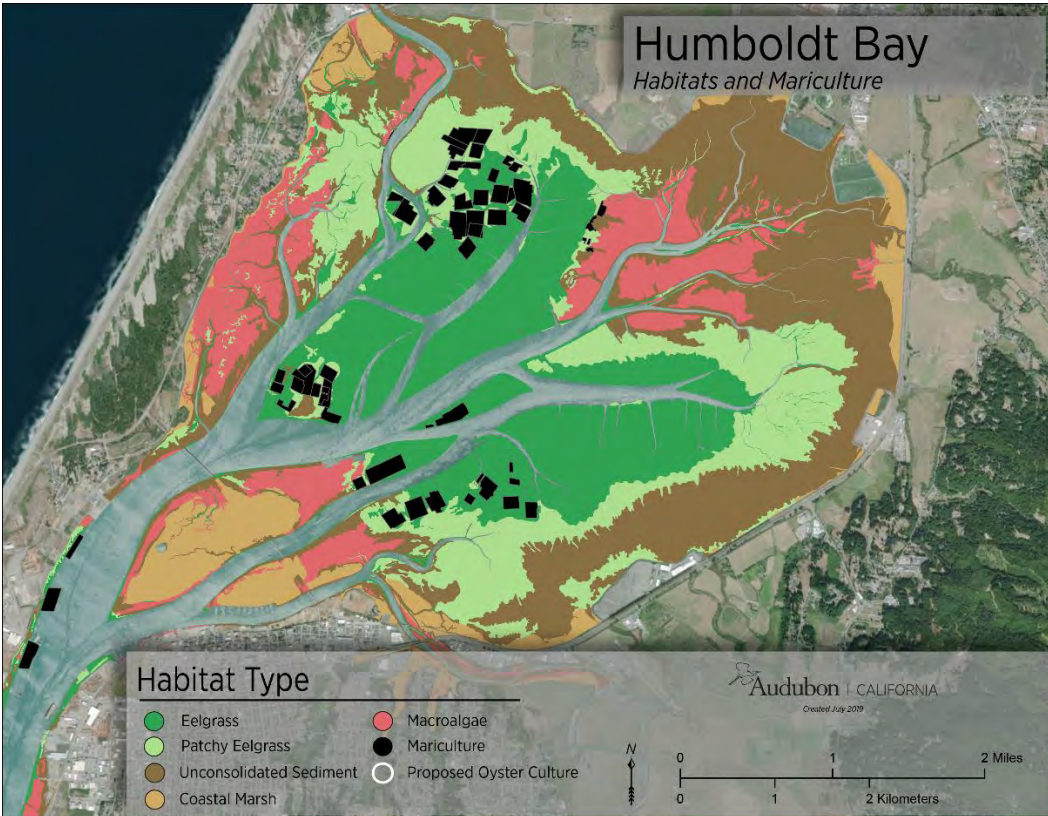 Humboldt Bay
Habitats and Mariculture
Habitat Type
Eelgrass
Patchy Eelgrass
Unconsolidated Sediment
Coastal Marsh
Macroalgae
Mariculture
Proposed Oyster Culture
Audubon | CALIFORNIA
Created July 2019
N
0 1 2 Miles
0 1 2 Kilometers